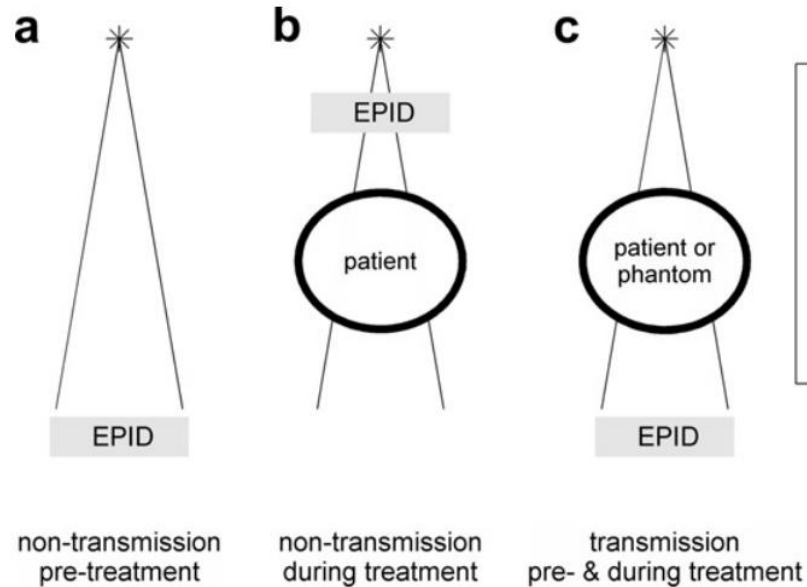 a
b
c
EPID
patient
patient or
phantom
EPID
EPID
non-transmission
pre-treatment
non-transmission
during treatment
transmission
pre- & during treatment